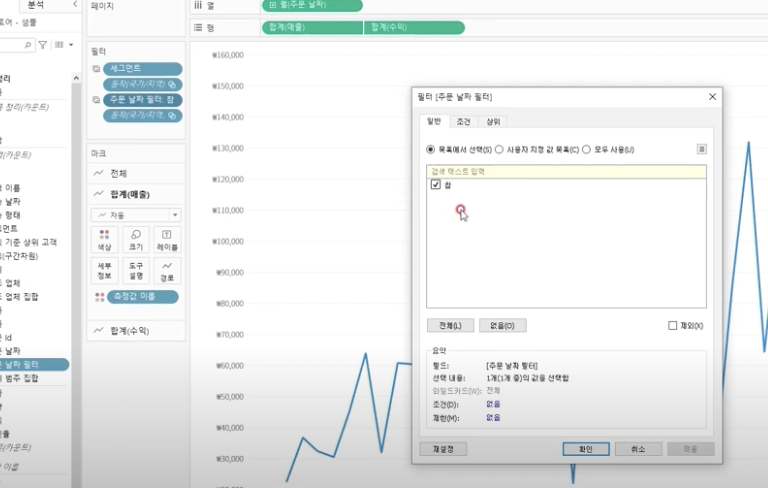 분석
페이지
iii 열
월(주문 날짜)
행
합계(매출)
합계(수익)
토어 - 샘플
필터
세그먼트
동작(국가/지역)
주문 날짜 필터: 참
동작(국가/지역,
마크
전체
합계(매출)
자동
색상
크기
레이블
세부
정보
도구
설명
경로
측정값 이름
합계(수익)
정리(카운트)
(카운트)
이름
날짜
형태
그먼트
기준 상위 고객
(구간차원)
업체
업체 집합
id
날짜
날짜 필터
범주 집합
(카운트)
이름
₩160,000
₩150,000
₩140,000
₩130,000
₩120,000
₩110,000
₩100,000
₩90,000
₩80,000
₩70,000
₩60,000
₩50,000
₩40,000
₩30,000
필터 [주문 날짜 필터]
일반
조건
상위
목록에서 선택(S)
사용자 지정 값 목록(C)
모두 사용(U)
검색 텍스트 입력
참
전체(L)
없음(O)
제외(X)
요약
필드: [주문 날짜 필터]
선택 내용: 1개(1개 중)의 값을 선택함
와일드카드(W): 전체
조건(D): 없음
제한(M): 없음
재설정
확인
취소
적용